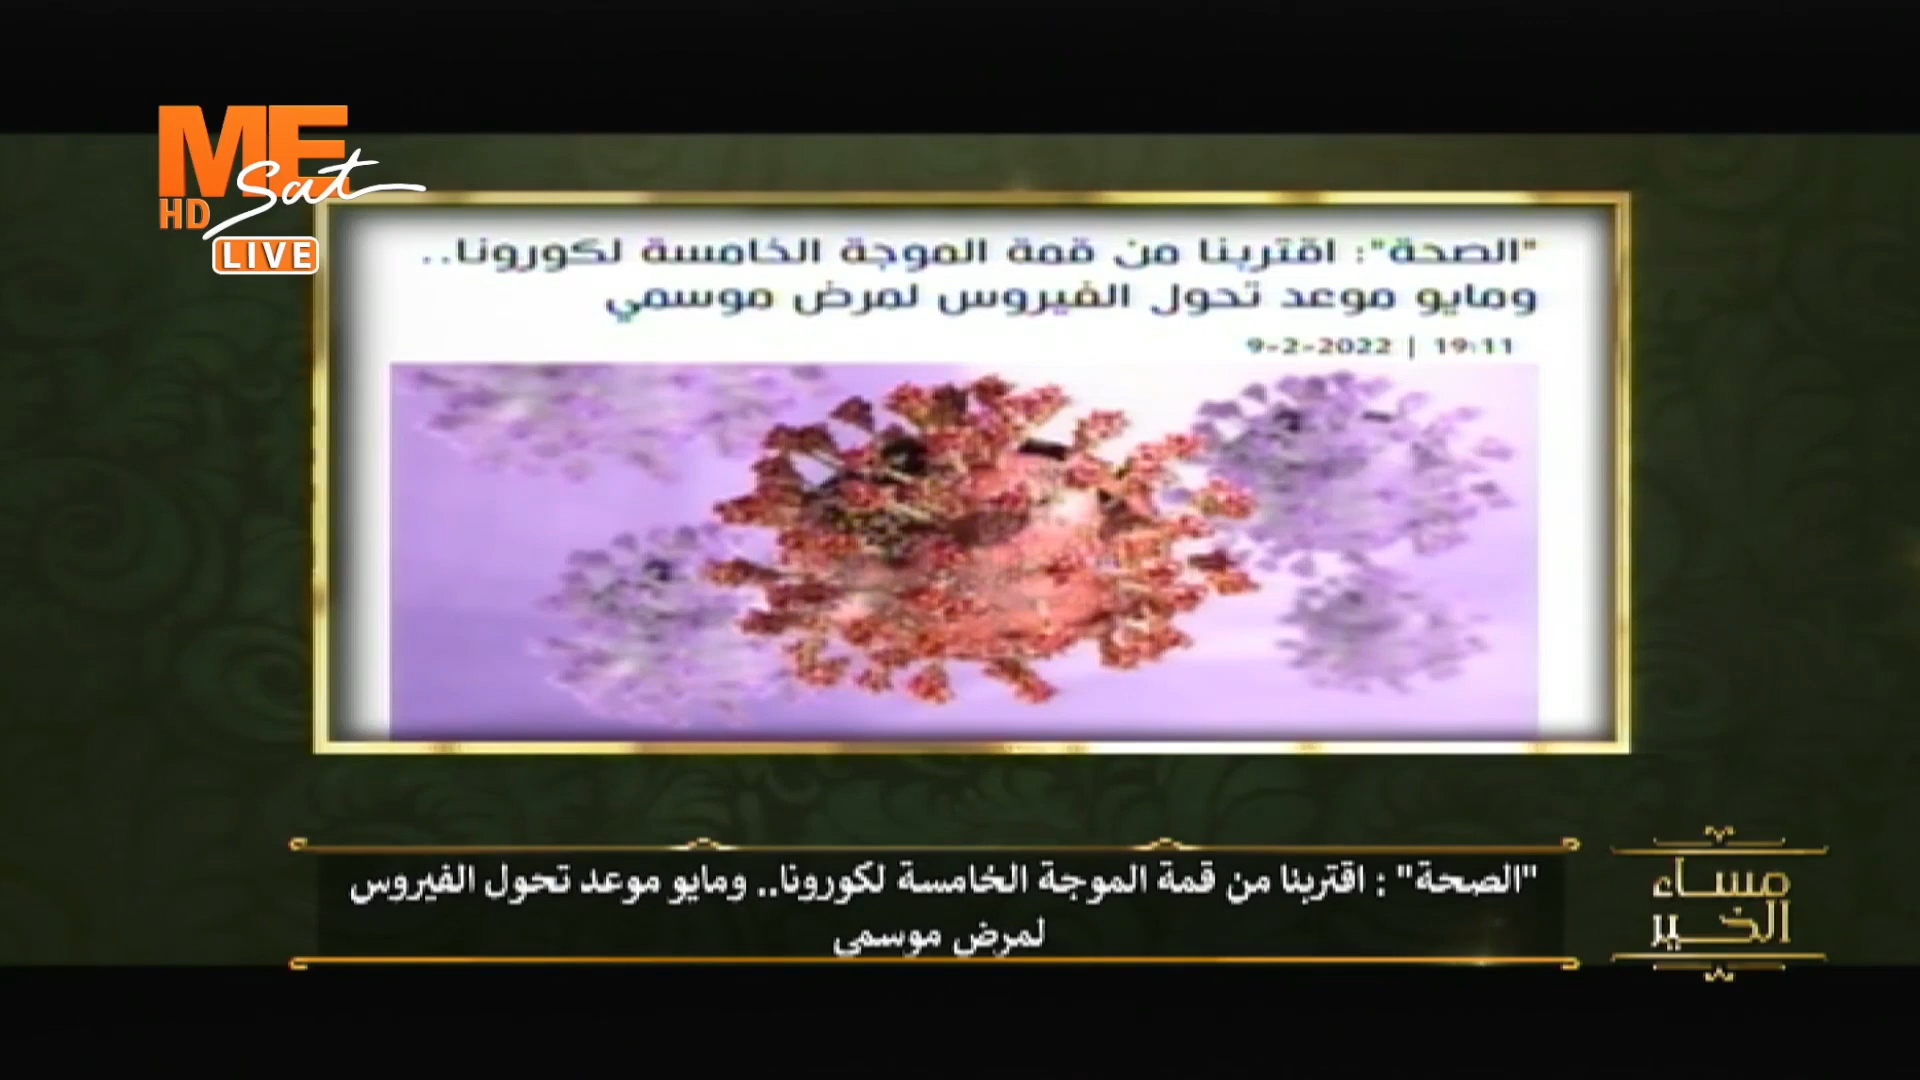 ME
Sat
HD
LIVE
"الصحة": اقتربنا من قمة الموجة الخامسة لكورونا..
ومايو موعد تحول الفيروس لمرض موسمي
9-2-2022 | 19:11
"الصحة" : اقتربنا من قمة الموجة الخامسة لكورونا.. ومايو موعد تحول الفيروس
لمرض موسمى
مساء
الخير